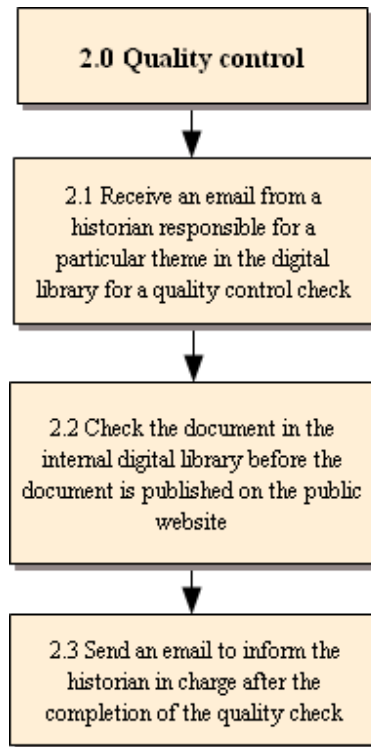 2.0 Quality control
2.1 Receive an email from a
historian responsible for a
particular theme in the digital
library for a quality control check
2.2 Check the document in the
internal digital library before the
document is published on the public
website
2.3 Send an email to inform the
historian in charge after the
completion of the quality check